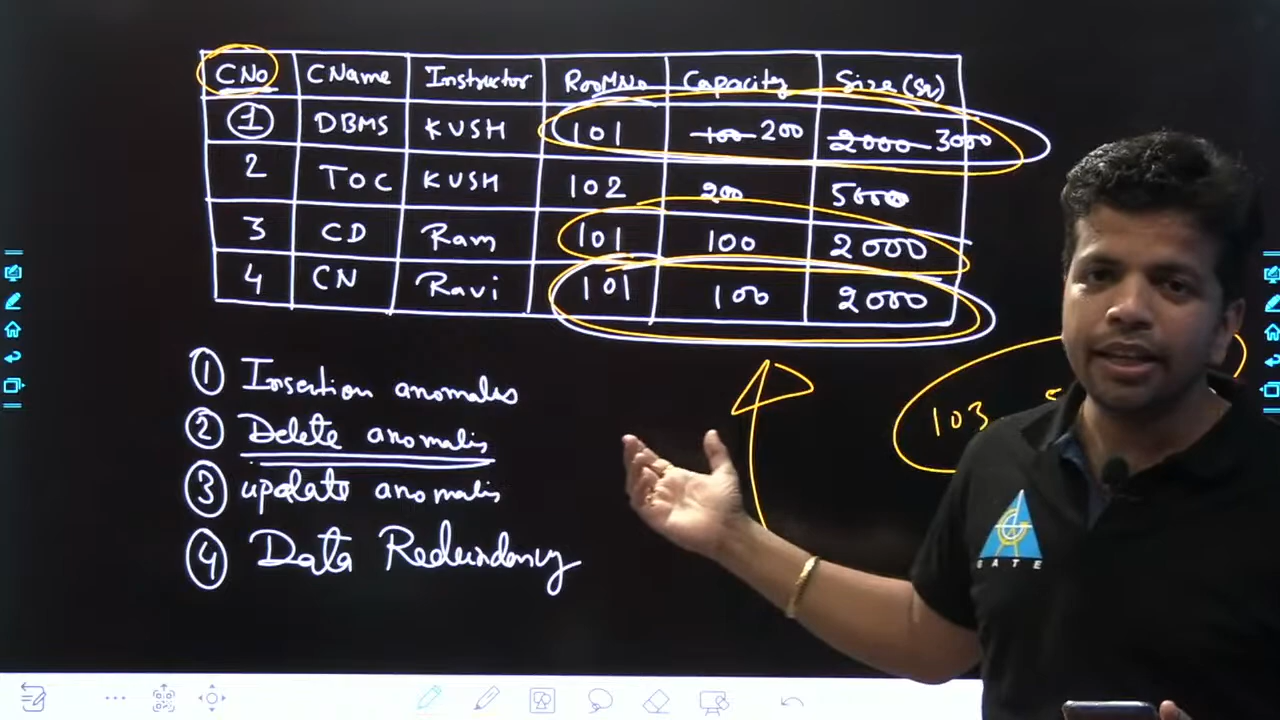 CNo CName Instructor RooMNo Capacity Size(Sq)
1 DBMS KUSH 101 100 200 2000 3000
2 TOC KUSH 102 200 5000
3 CD Ram 101 100 2000
4 CN Ravi 101 100 2000
1 Insertion anomalies
2 Delete anomalis
3 update anomalis
4 Data Redundancy
103
GATE